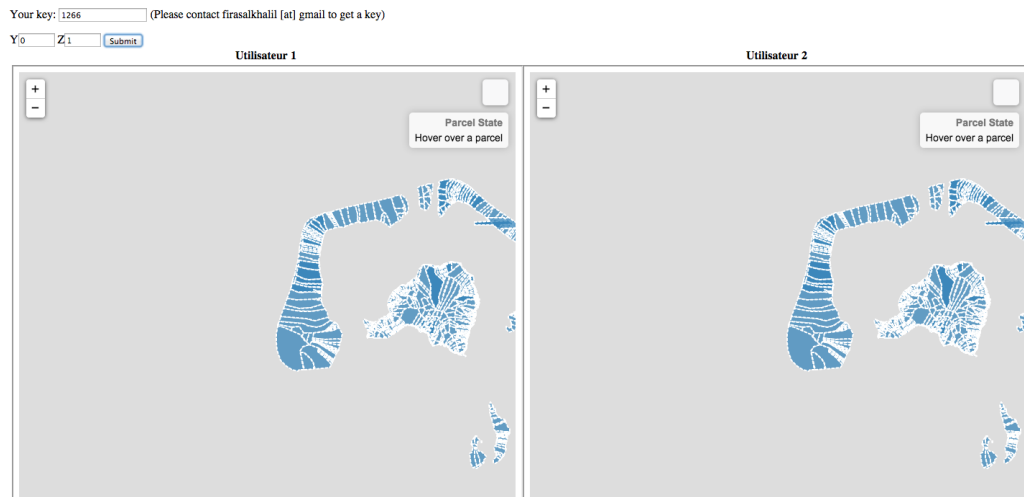 Your key: 1266 (Please contact firasalkhalil [at] gmail to get a key)
Y 0 Z 1 Submit
Utilisateur 1 Utilisateur 2
+ +
− −
Parcel State Parcel State
Hover over a parcel Hover over a parcel